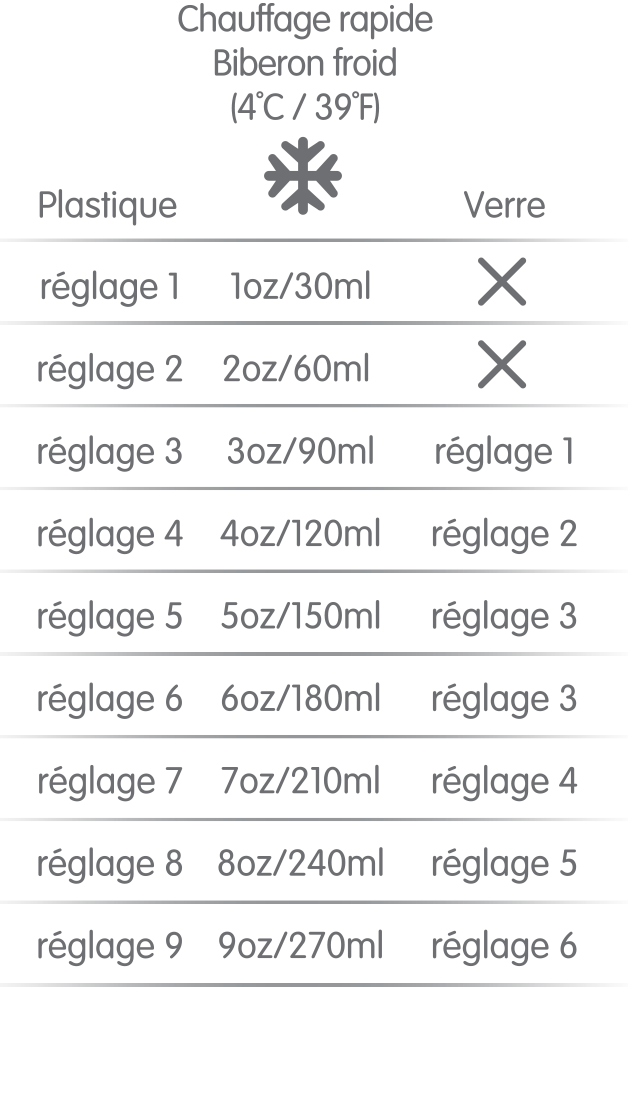 Chauffage rapide
Biberon froid
(4°C / 39°F)
Plastique Verre
réglage 1 1oz/30ml
réglage 2 2oz/60ml
réglage 3 3oz/90ml réglage 1
réglage 4 4oz/120ml réglage 2
réglage 5 5oz/150ml réglage 3
réglage 6 6oz/180ml réglage 3
réglage 7 7oz/210ml réglage 4
réglage 8 8oz/240ml réglage 5
réglage 9 9oz/270ml réglage 6